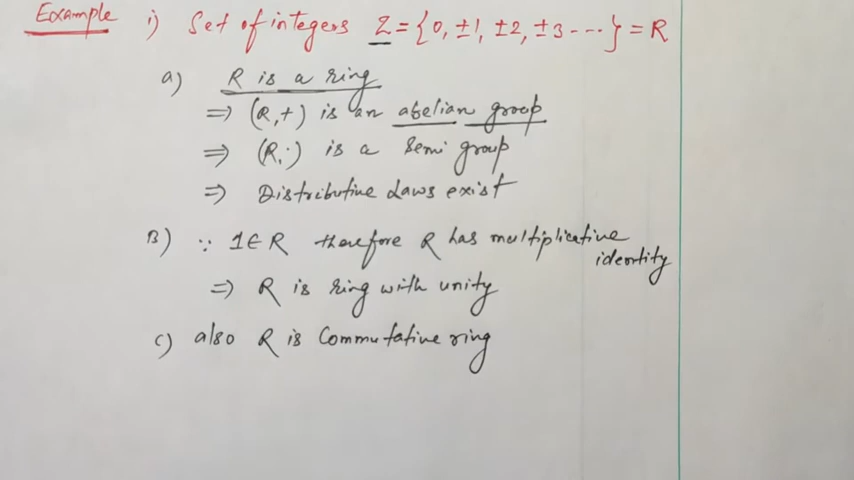 Example i) Set of integers Z = {0, ±1, ±2, ±3 ---} = R
a) R is a ring
⇒ (R,+) is an abelian group
⇒ (R,·) is a Semi group
⇒ Distributive Laws exist
B) ∵ 1∈R therefore R has multiplicative
identity
⇒ R is ring with unity
c) also R is Commutative ring